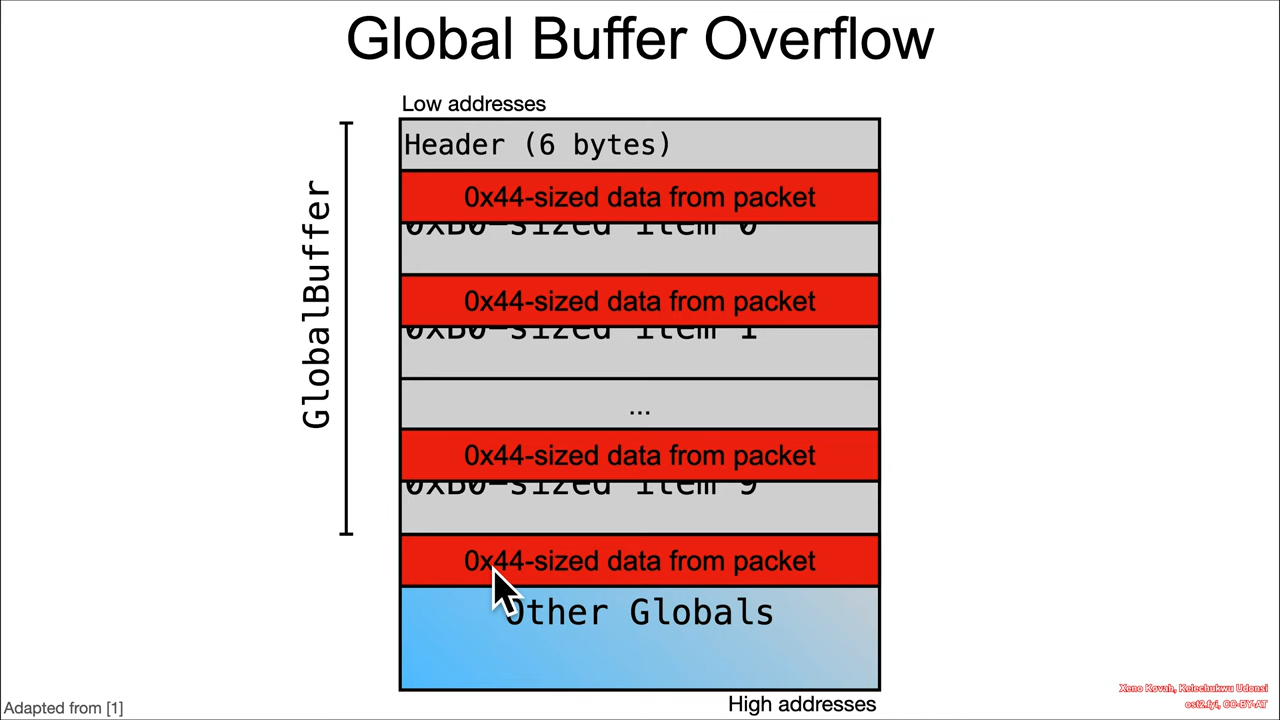 Global Buffer Overflow
Low addresses
GlobalBuffer
Header (6 bytes)
0x44-sized data from packet
0xB0-sized item 0
0x44-sized data from packet
0xB0-sized item 1
...
0x44-sized data from packet
0xB0-sized item 9
0x44-sized data from packet
Other Globals
High addresses
Adapted from [1]
Xeno Kovah, Kelechukwu Udonsi
ost2.fyi, CC-BY-AT